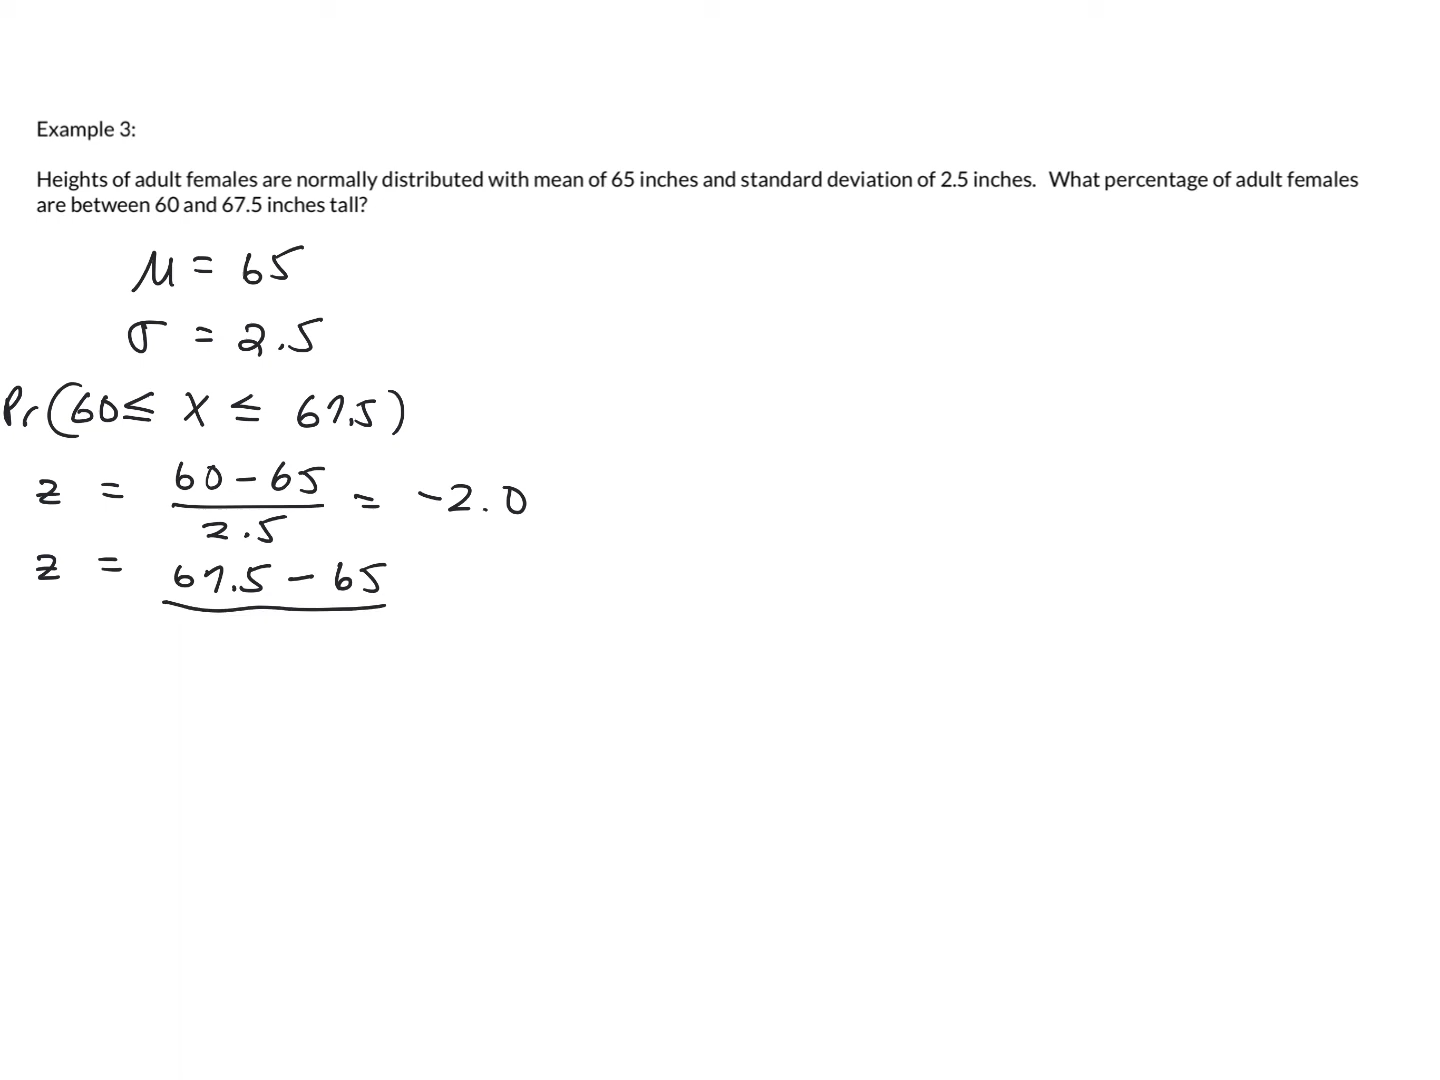 Example 3:
Heights of adult females are normally distributed with mean of 65 inches and standard deviation of 2.5 inches. What percentage of adult females
are between 60 and 67.5 inches tall?
μ = 65
σ = 2.5
Pr(60 ≤ X ≤ 67.5)
z = 60 - 65 = -2.0
2.5
z = 67.5 - 65